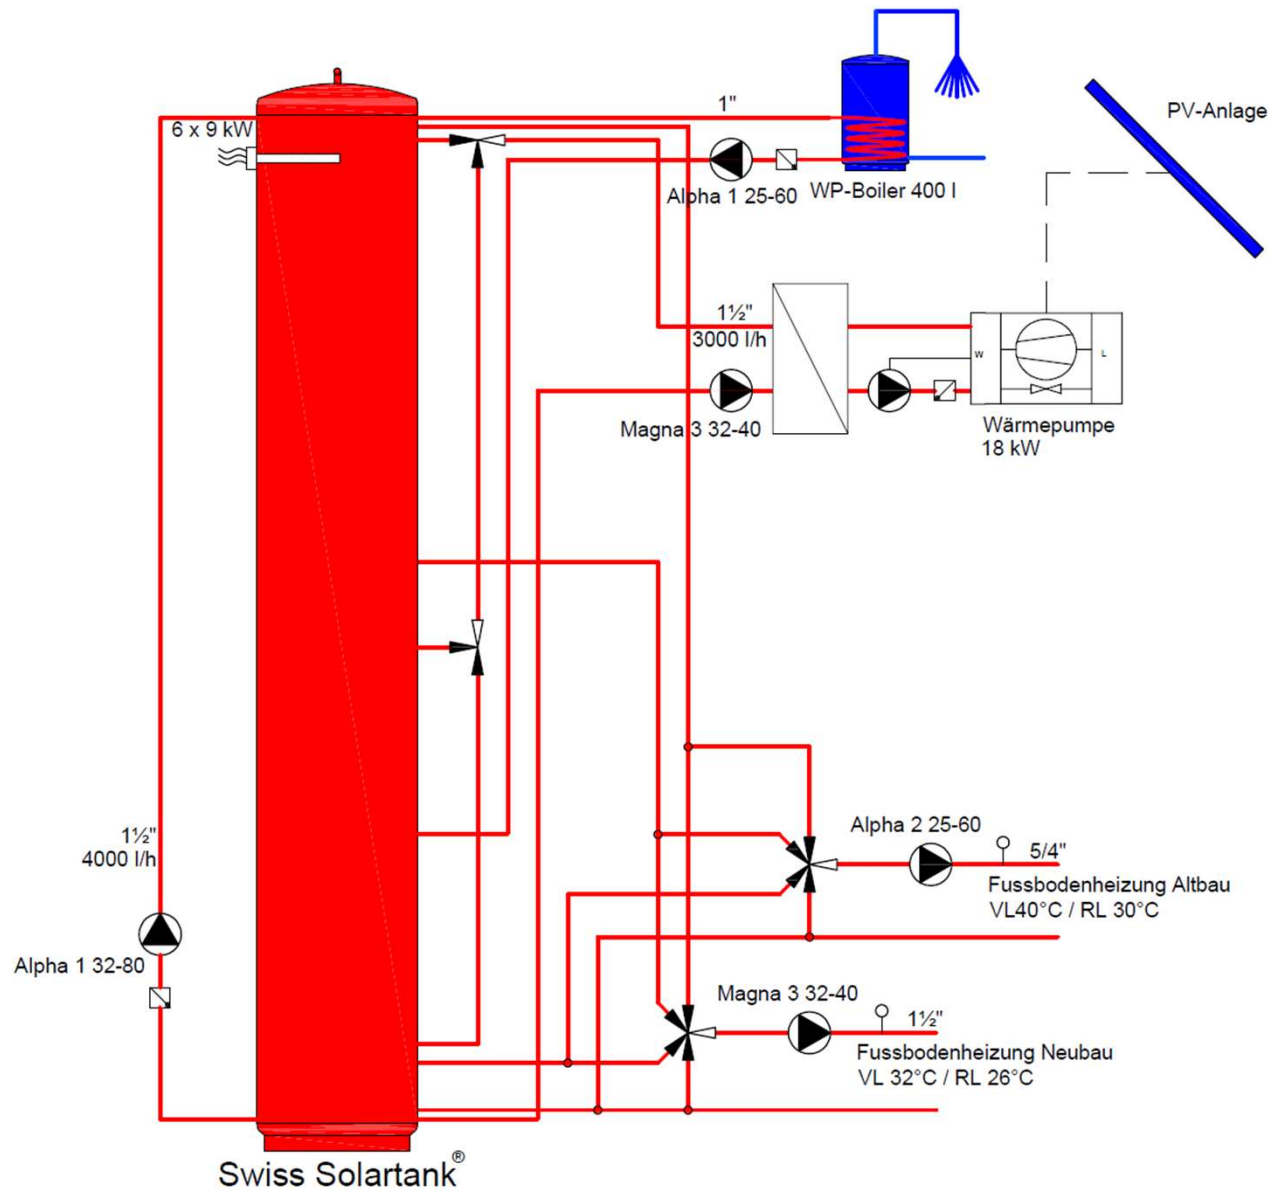 1"
PV-Anlage
6 x 9 kW
Alpha 1 25-60
WP-Boiler 400 l
1½"
3000 l/h
W
L
Magna 3 32-40
Wärmepumpe
18 kW
Alpha 2 25-60
1½"
4000 l/h
5/4"
Fussbodenheizung Altbau
VL40°C / RL 30°C
Alpha 1 32-80
Magna 3 32-40
1½"
Fussbodenheizung Neubau
VL 32°C / RL 26°C
Swiss Solartank®